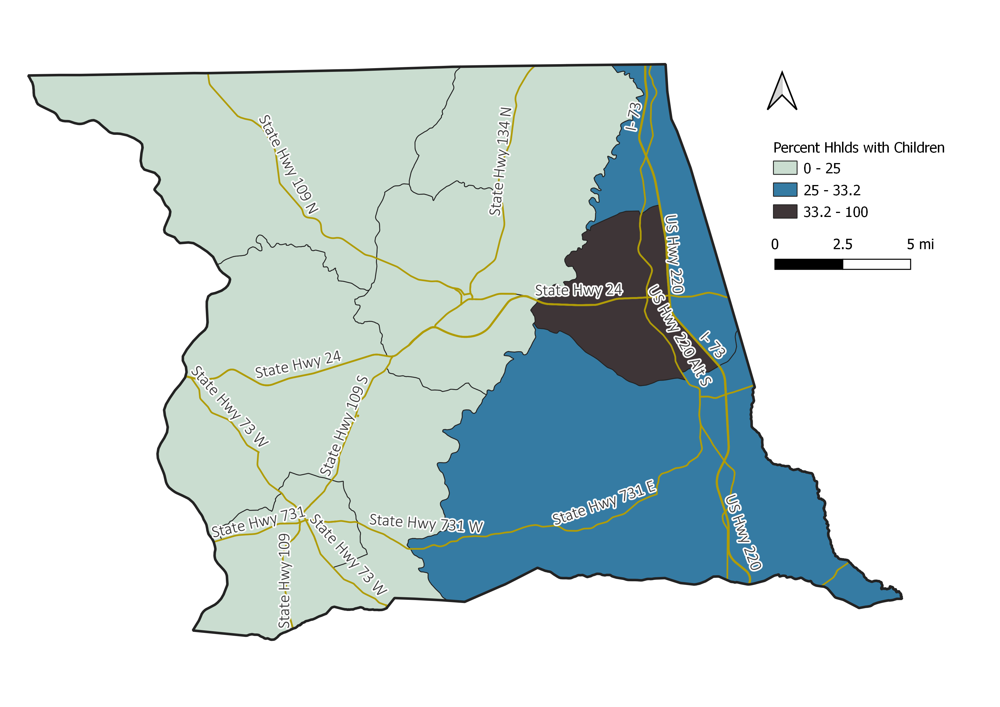 State Hwy 109 N
State Hwy 134 N
I- 73
Percent Hhlds with Children
0 - 25
25 - 33.2
33.2 - 100
0 2.5 5 mi
US Hwy 220
State Hwy 24
US Hwy 220 Alt S
I- 73
State Hwy 24
State Hwy 73 W
State Hwy 109 S
State Hwy 731 E
State Hwy 731
State Hwy 731 W
State Hwy 73 W
State Hwy 109
US Hwy 220